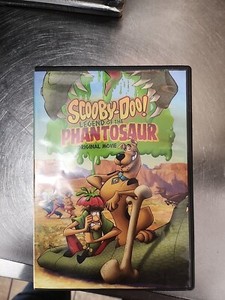 SCOOBY-DOO!
LEGEND OF THE
PHANTOSAUR
ORIGINAL MOVIE